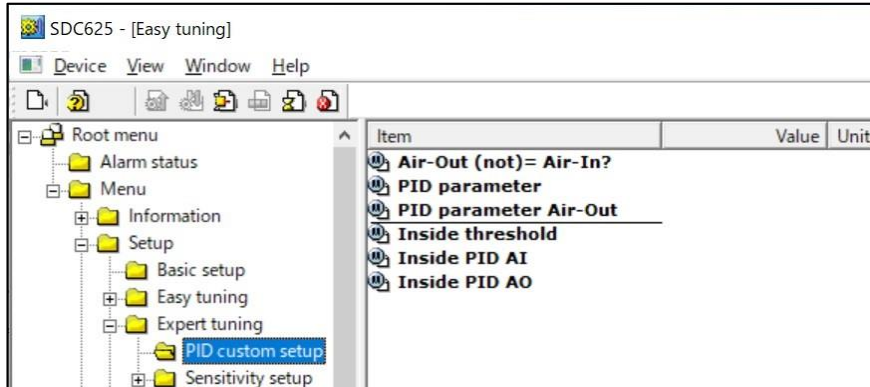 SDC625 - [Easy tuning]
Device View Window Help
Root menu
Alarm status
Menu
Information
Setup
Basic setup
Easy tuning
Expert tuning
PID custom setup
Sensitivity setup
Item Value Unit
Air-Out (not)= Air-In?
PID parameter
PID parameter Air-Out
Inside threshold
Inside PID AI
Inside PID AO